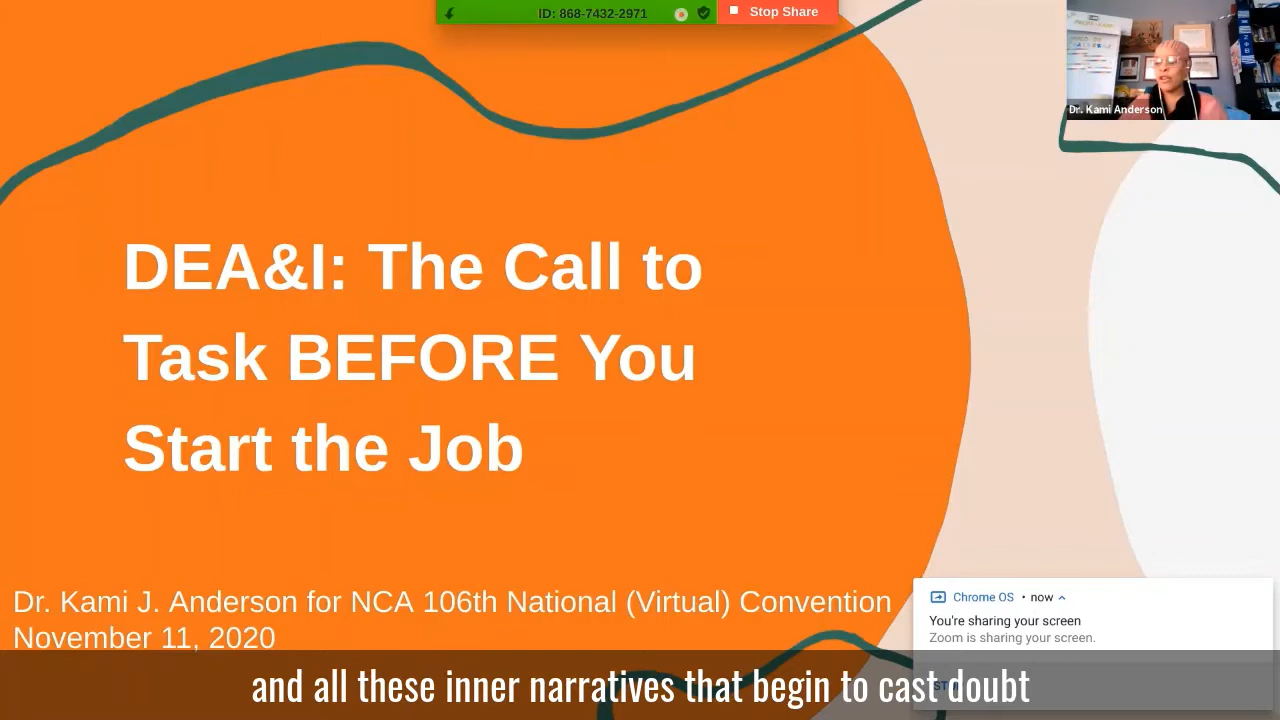 ID: 868-7432-2971
Stop Share
Dr. Kami Anderson
DEA&I: The Call to
Task BEFORE You
Start the Job
Dr. Kami J. Anderson for NCA 106th National (Virtual) Convention
November 11, 2020
Chrome OS • now
You're sharing your screen
Zoom is sharing your screen.
and all these inner narratives that begin to cast doubt